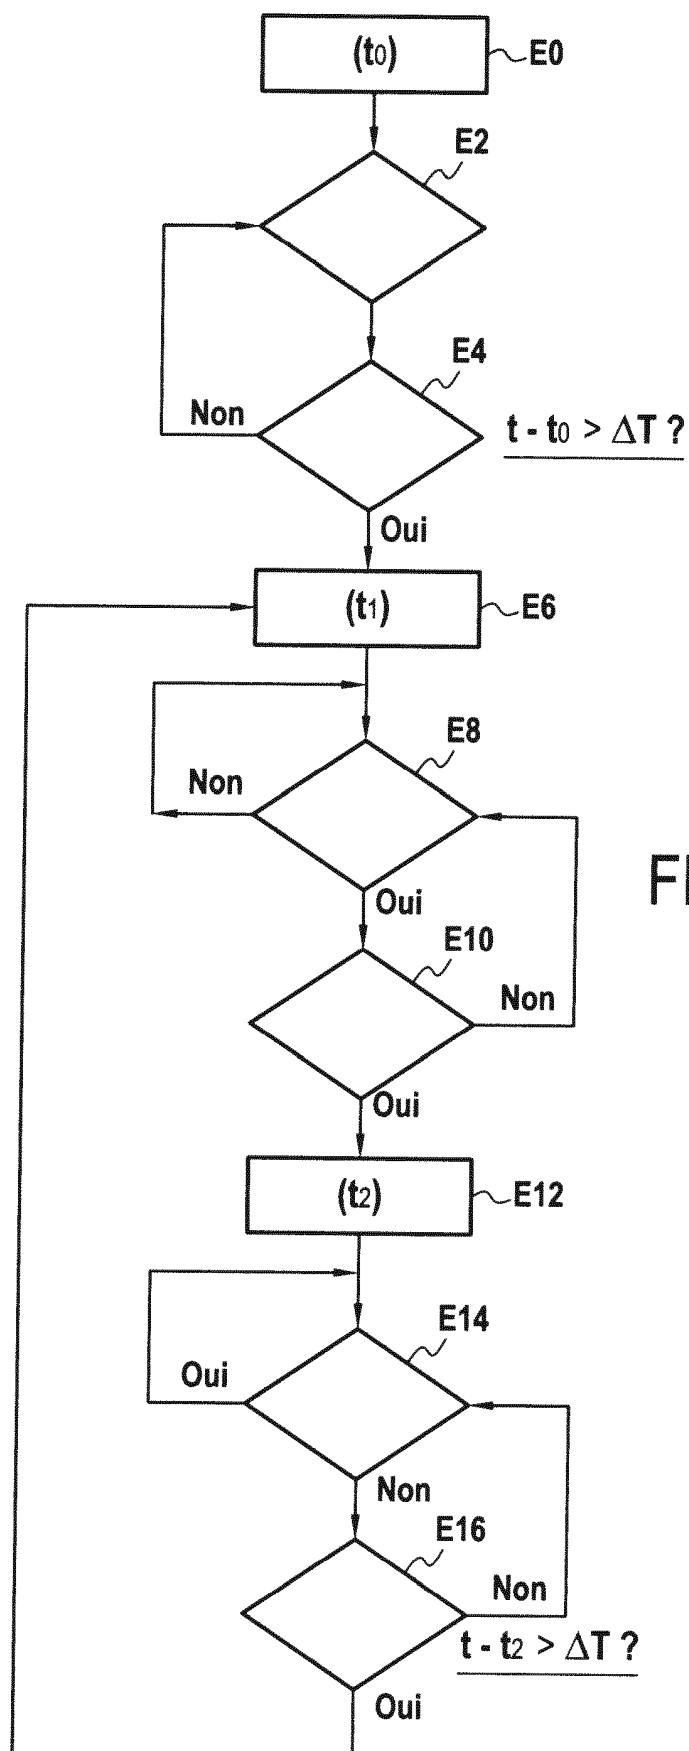 (t0)
E0
E2
E4
Non
t - t0 > ΔT ?
Oui
(t1)
E6
E8
Non
Oui
E10
Non
Oui
(t2)
E12
E14
Oui
Non
E16
Non
t - t2 > ΔT ?
Oui